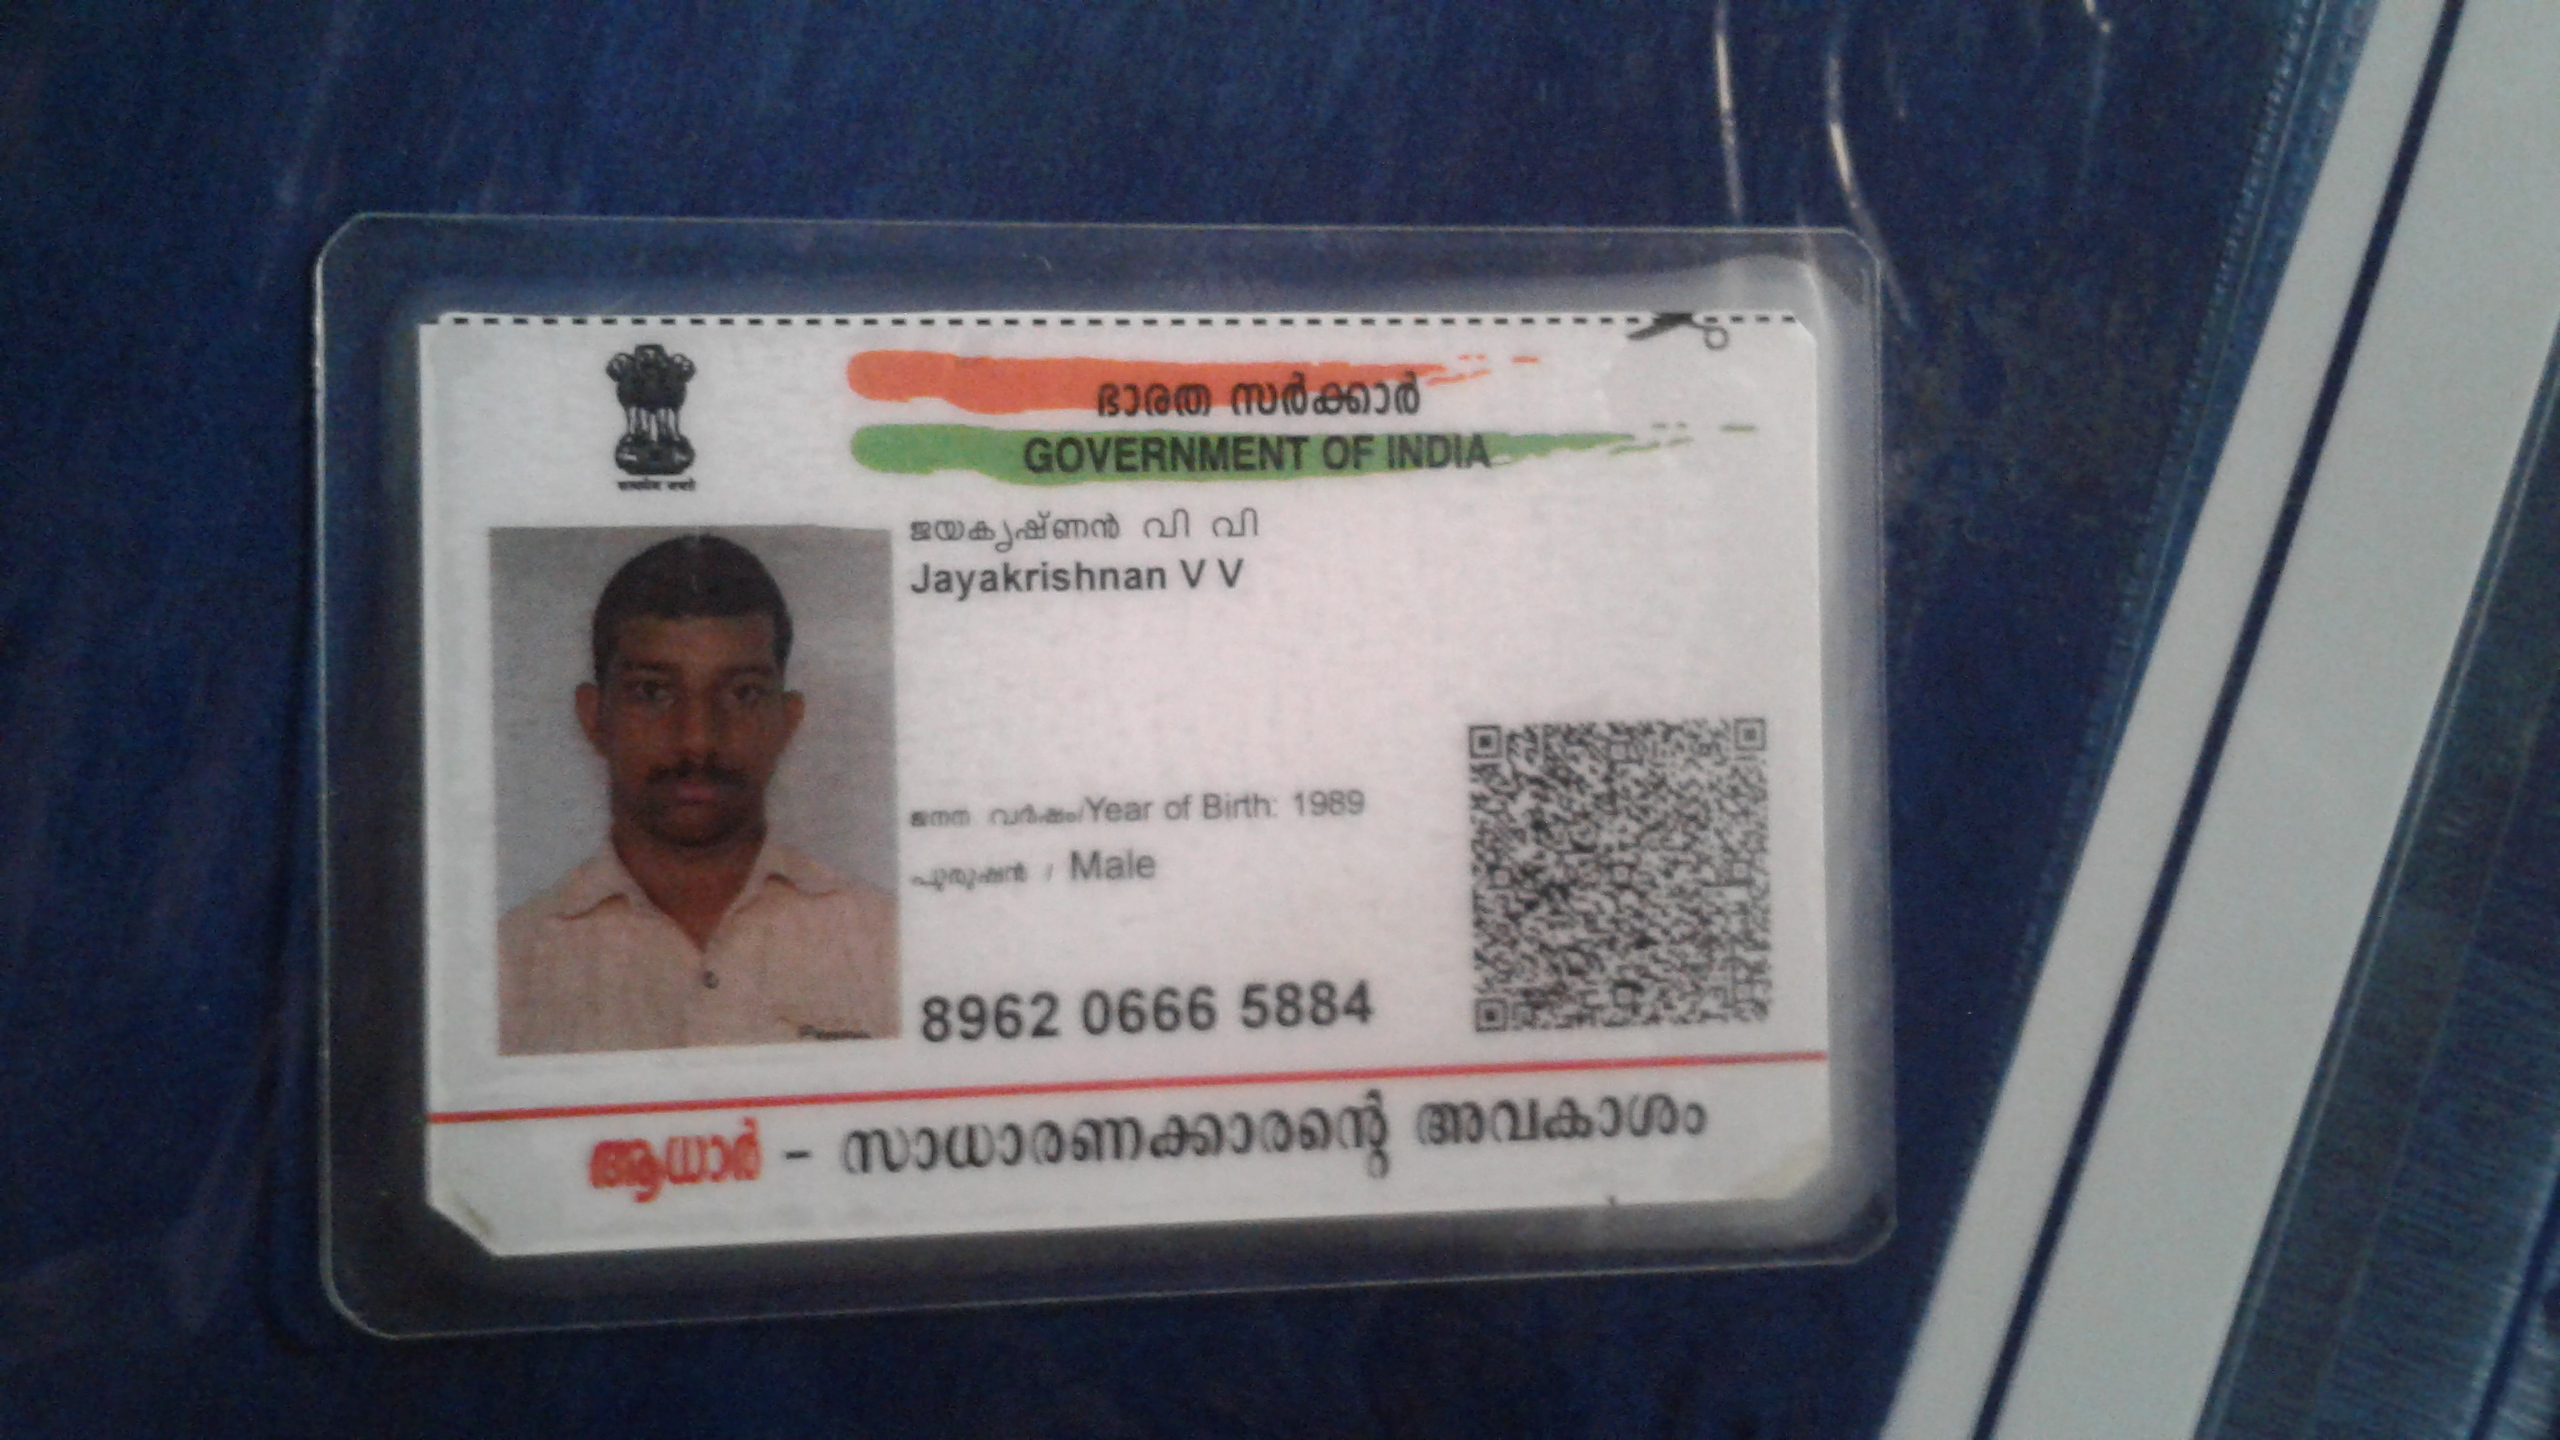 ഭാരത സർക്കാർ
GOVERNMENT OF INDIA
ജയകൃഷ്ണൻ വി വി
Jayakrishnan V V
ജനന വർഷം/Year of Birth: 1989
പുരുഷൻ / Male
8962 0666 5884
ആധാർ - സാധാരണക്കാരന്റെ അവകാശം